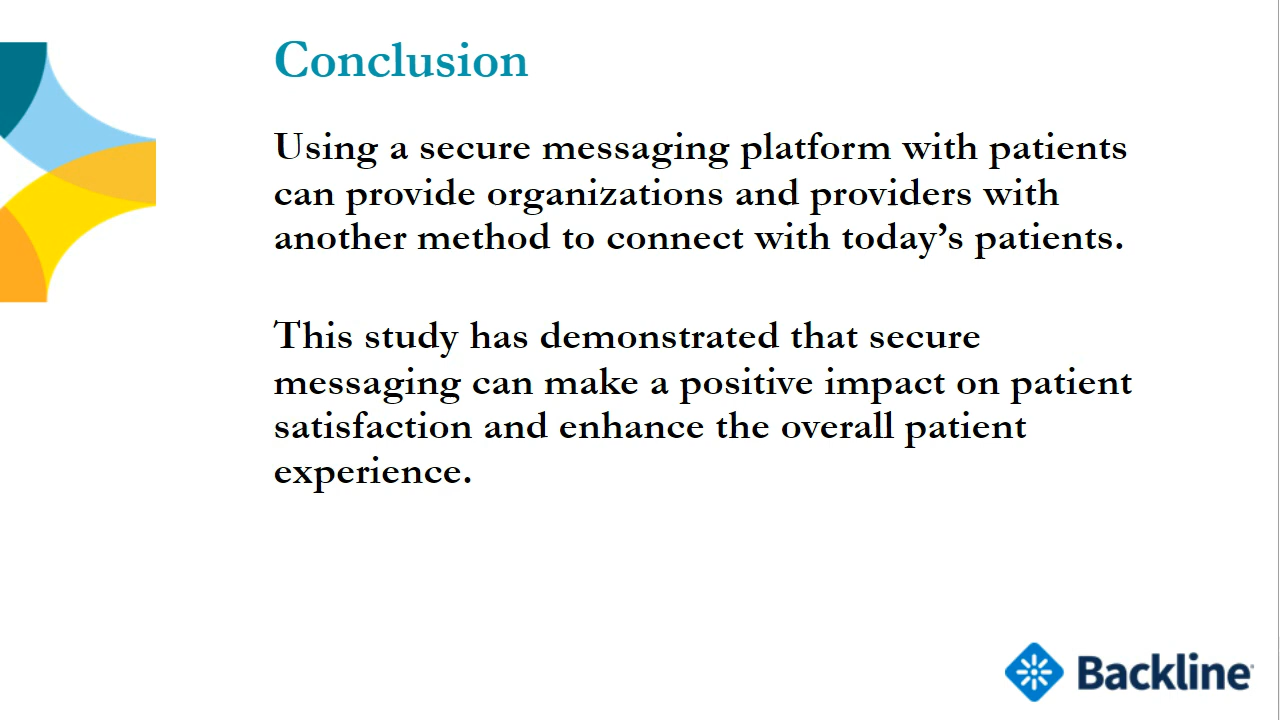 Conclusion
Using a secure messaging platform with patients
can provide organizations and providers with
another method to connect with today’s patients.
This study has demonstrated that secure
messaging can make a positive impact on patient
satisfaction and enhance the overall patient
experience.
Backline